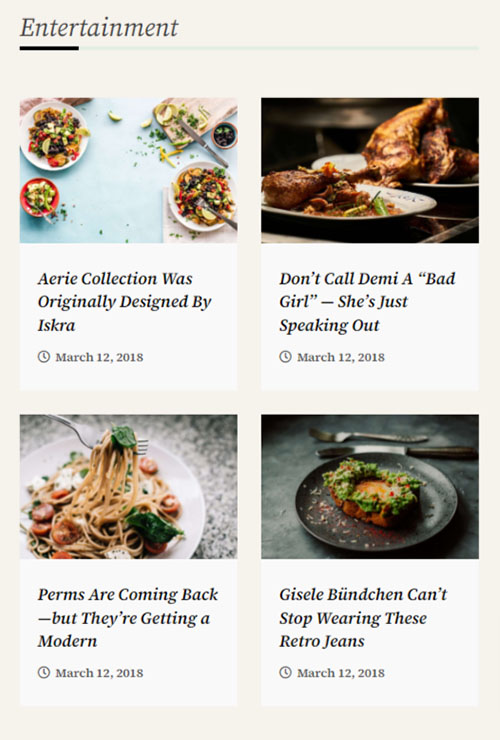 Entertainment
Aerie Collection Was
Originally Designed By
Iskra
March 12, 2018
Don’t Call Demi A “Bad
Girl” — She’s Just
Speaking Out
March 12, 2018
Perms Are Coming Back
—but They’re Getting a
Modern
March 12, 2018
Gisele Bündchen Can’t
Stop Wearing These
Retro Jeans
March 12, 2018